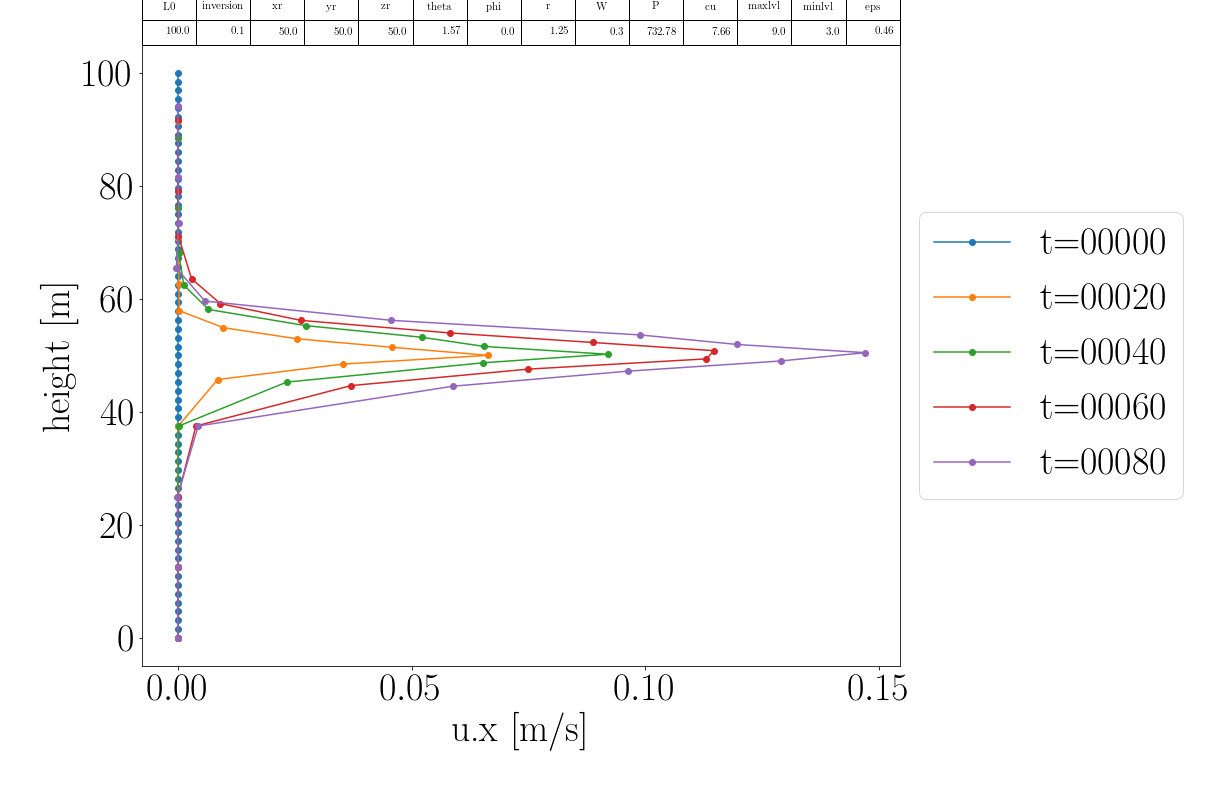 L0 inversion xr yr zr theta phi r W P cu maxlvl minlvl eps
100.0 0.1 50.0 50.0 50.0 1.57 0.0 1.25 0.3 732.78 7.66 9.0 3.0 0.46
100
80
60
40
20
0
height [m]
0.00 0.05 0.10 0.15
u.x [m/s]
t=00000
t=00020
t=00040
t=00060
t=00080